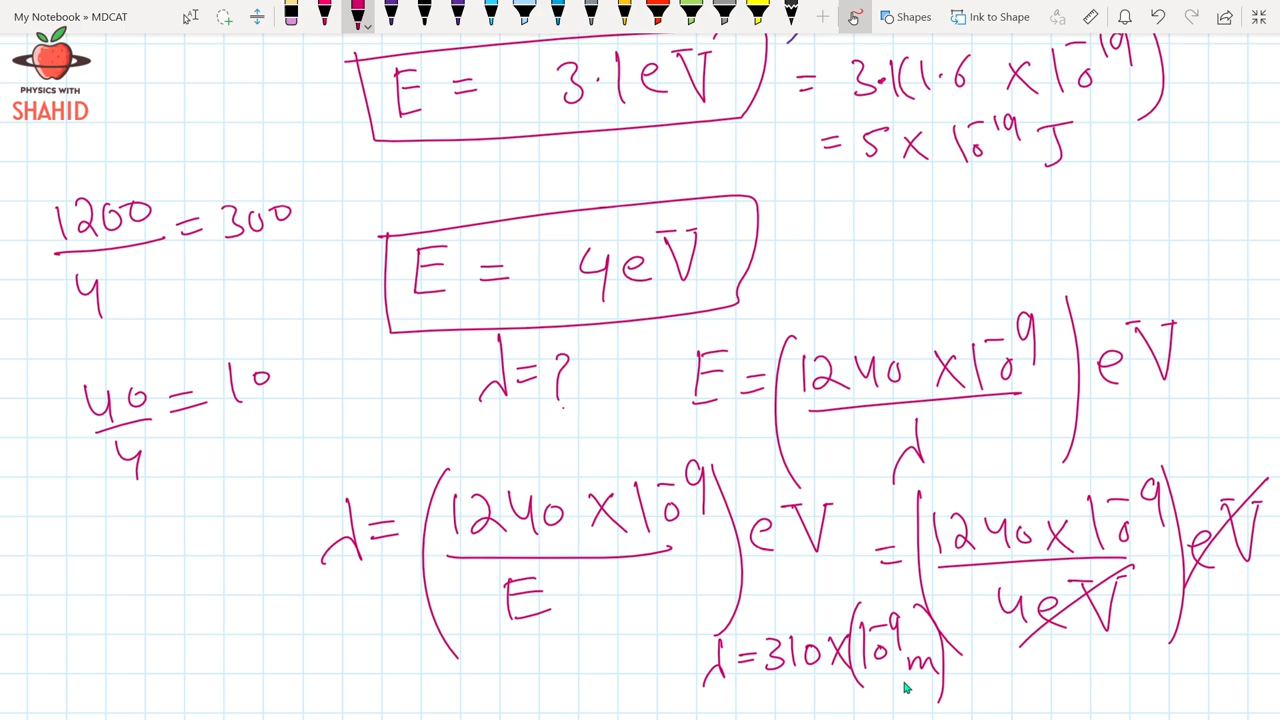 My Notebook » MDCAT
Shapes
Ink to Shape
PHYSICS WITH
SHAHID
E = 3.1eV
= 3.1(1.6 × 10⁻¹⁹)
= 5 × 10⁻¹⁹ J
1200/4 = 300
E = 4eV
40/4 = 10
λ = ?
E = (1240 × 10⁻⁹/λ) eV
λ = (1240 × 10⁻⁹/E) eV = (1240 × 10⁻⁹/4eV) eV
λ = 310 × (10⁻⁹m)